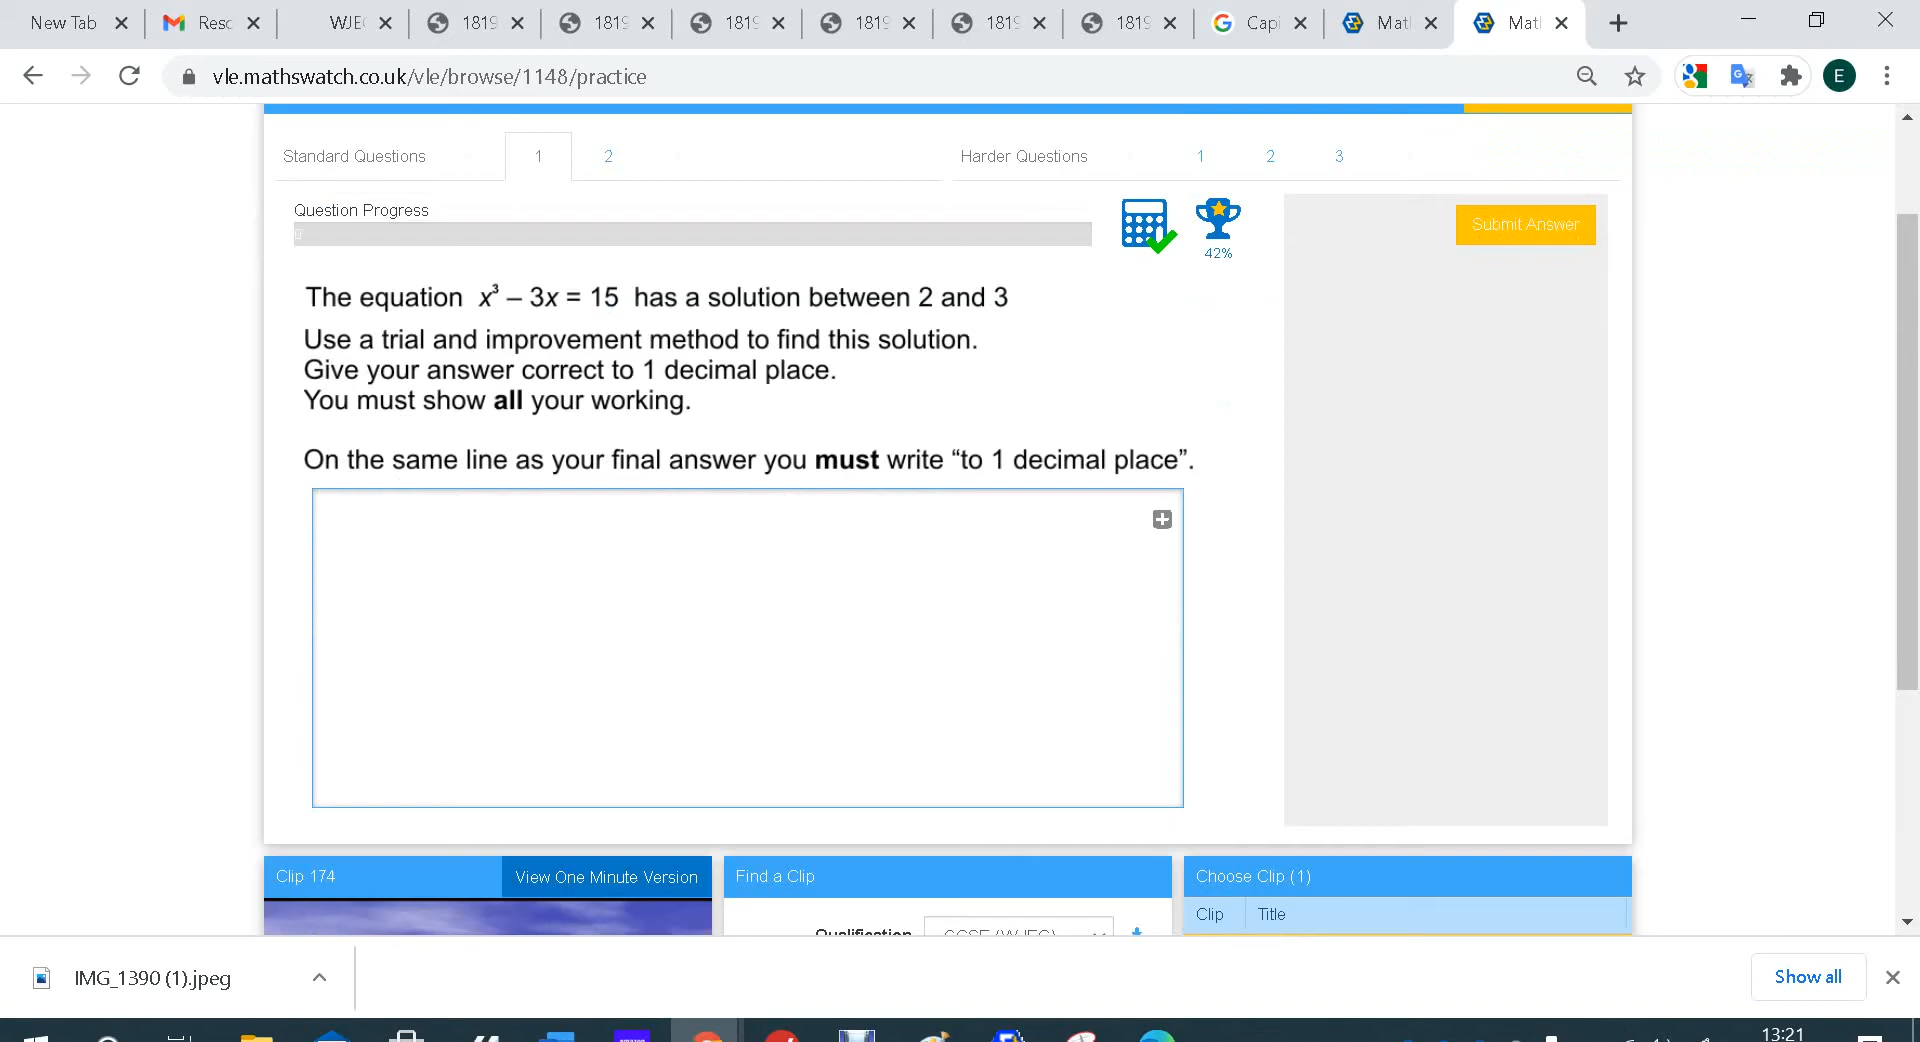 New Tab
Resc
WJE
1819
1819
1819
1819
1819
1819
Capi
Mat
Mat
vle.mathswatch.co.uk/vle/browse/1148/practice
E
Standard Questions 1 2
Harder Questions 1 2 3
Question Progress
Submit Answer
42%
The equation x³ – 3x = 15 has a solution between 2 and 3
Use a trial and improvement method to find this solution.
Give your answer correct to 1 decimal place.
You must show all your working.
On the same line as your final answer you must write “to 1 decimal place”.
Clip 174
View One Minute Version
Find a Clip
Choose Clip (1)
Clip
Title
Qualification
GCSE (WJEC)
IMG_1390 (1).jpeg
Show all
amazon
13:21